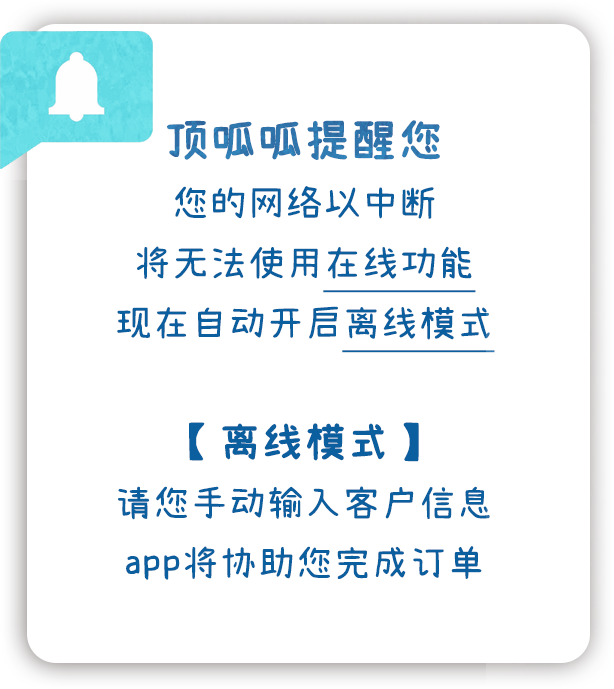 顶呱呱提醒您
您的网络以中断
将无法使用在线功能
现在自动开启离线模式
【离线模式】
请您手动输入客户信息
app将协助您完成订单